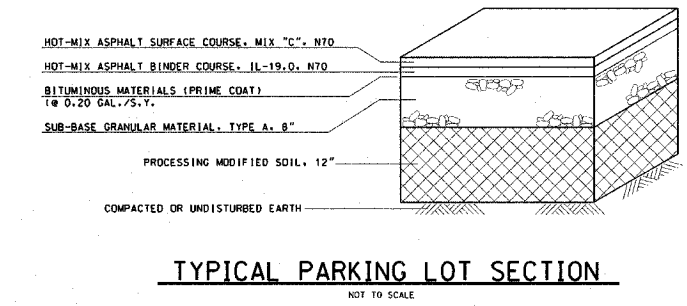 HOT-MIX ASPHALT SURFACE COURSE, MIX "C", N70
HOT-MIX ASPHALT BINDER COURSE, IL-19.0, N70
BITUMINOUS MATERIALS (PRIME COAT)
(@ 0.20 GAL./S.Y.
SUB-BASE GRANULAR MATERIAL, TYPE A, 6"
PROCESSING MODIFIED SOIL, 12"
COMPACTED OR UNDISTURBED EARTH
TYPICAL PARKING LOT SECTION
NOT TO SCALE